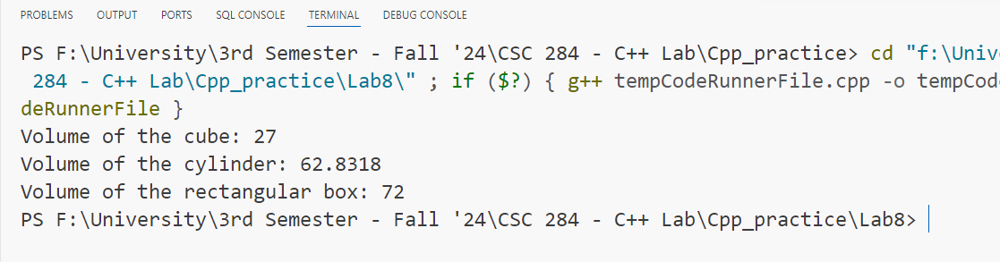 PROBLEMS OUTPUT PORTS SQL CONSOLE TERMINAL DEBUG CONSOLE
PS F:\University\3rd Semester - Fall '24\CSC 284 - C++ Lab\Cpp_practice> cd "f:\Univ
284 - C++ Lab\Cpp_practice\Lab8\" ; if ($?) { g++ tempCodeRunnerFile.cpp -o tempCod
deRunnerFile }
Volume of the cube: 27
Volume of the cylinder: 62.8318
Volume of the rectangular box: 72
PS F:\University\3rd Semester - Fall '24\CSC 284 - C++ Lab\Cpp_practice\Lab8>